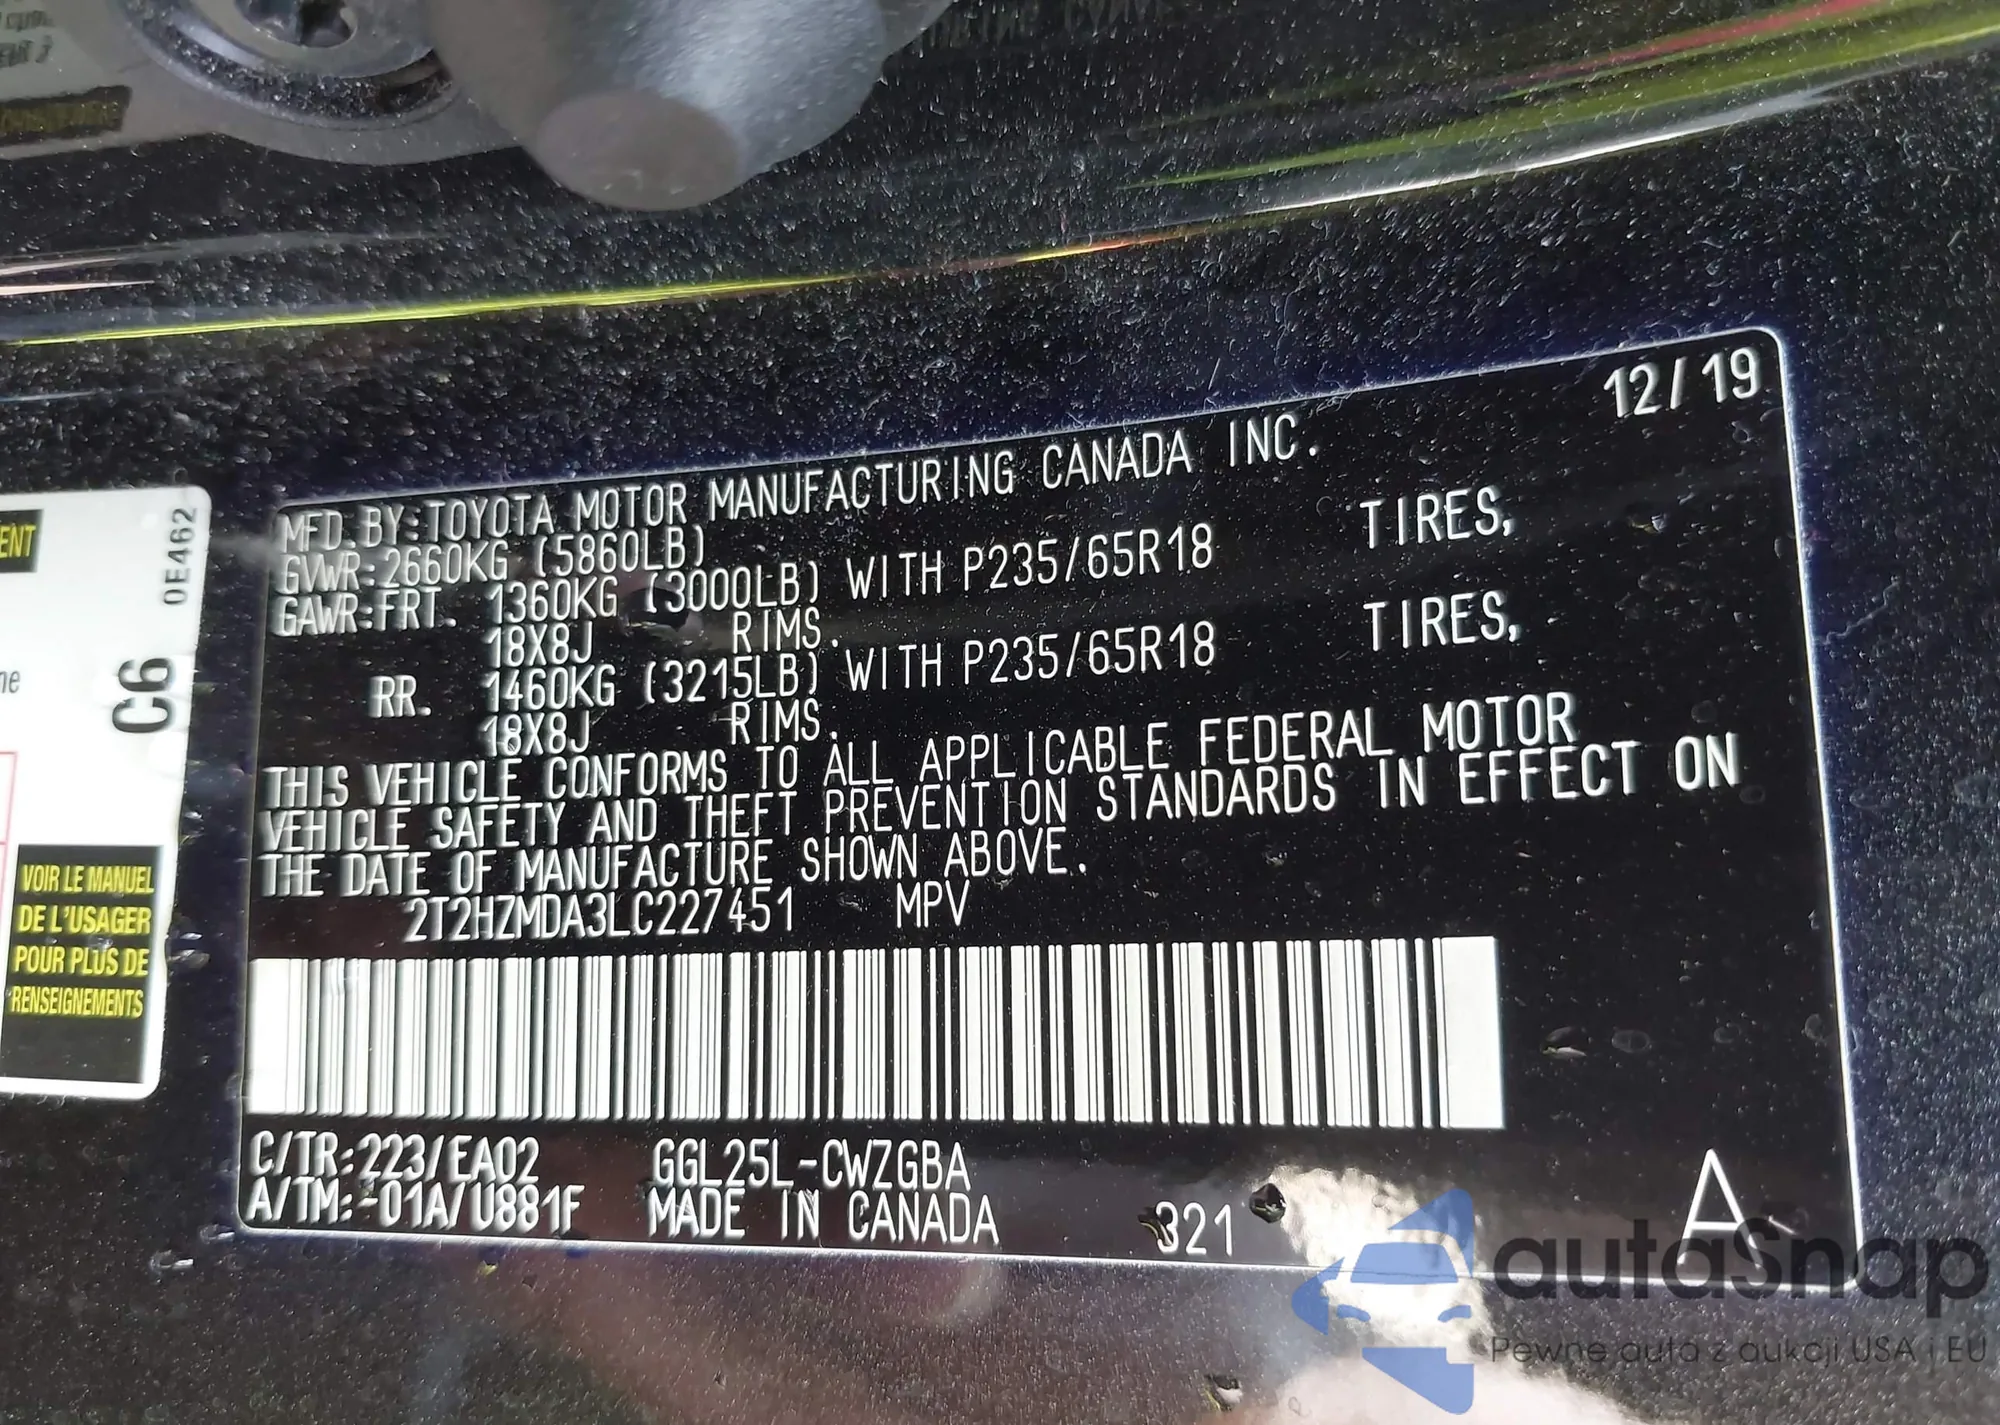 12/19
MFD. BY: TOYOTA MOTOR MANUFACTURING CANADA INC.
GVWR: 2660KG (5860LB)
GAWR: FRT. 1360KG (3000LB) WITH P235/65R18 TIRES,
18X8J RIMS.
RR. 1460KG (3215LB) WITH P235/65R18 TIRES,
18X8J RIMS.
THIS VEHICLE CONFORMS TO ALL APPLICABLE FEDERAL MOTOR
VEHICLE SAFETY AND THEFT PREVENTION STANDARDS IN EFFECT ON
THE DATE OF MANUFACTURE SHOWN ABOVE.
2T2HZMDA3LC227451 MPV
C/TR: 223/EA02 GGL25L-CWZGBA
A/TM: -01A/U881F MADE IN CANADA 321 A
0E462
C6
VOIR LE MANUEL
DE L'USAGER
POUR PLUS DE
RENSEIGNEMENTS
autoSnap
Pewne auta z aukcji USA i EU